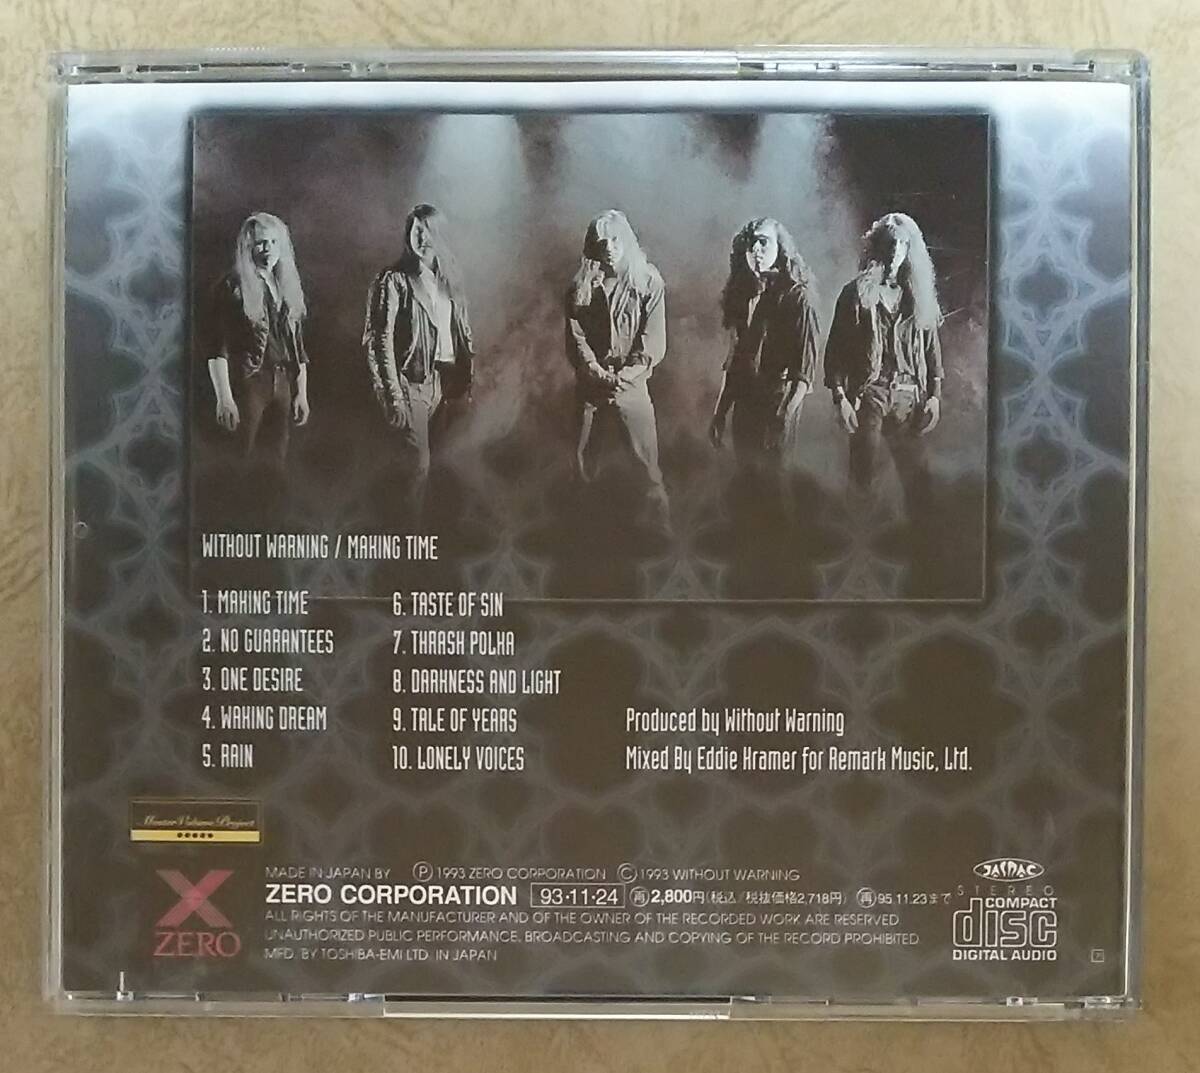 WITHOUT WARNING / MAKING TIME
1. MAKING TIME
2. NO GUARANTEES
3. ONE DESIRE
4. WAKING DREAM
5. RAIN
6. TASTE OF SIN
7. THRASH POLKA
8. DARKNESS AND LIGHT
9. TALE OF YEARS
10. LONELY VOICES
Produced by Without Warning
Mixed By Eddie Kramer for Remark Music, Ltd.
Master Volume Project
X
ZERO
MADE IN JAPAN BY Ⓟ 1993 ZERO CORPORATION Ⓒ 1993 WITHOUT WARNING
ZERO CORPORATION 93·11·24 再 2,800円(税込/税抜価格2,718円) 再 95.11.23まで
ALL RIGHTS OF THE MANUFACTURER AND OF THE OWNER OF THE RECORDED WORK ARE RESERVED
UNAUTHORIZED PUBLIC PERFORMANCE, BROADCASTING AND COPYING OF THE RECORD PROHIBITED
MFD. BY TOSHIBA-EMI LTD. IN JAPAN
JASRAC
STEREO
COMPACT
disc
DIGITAL AUDIO